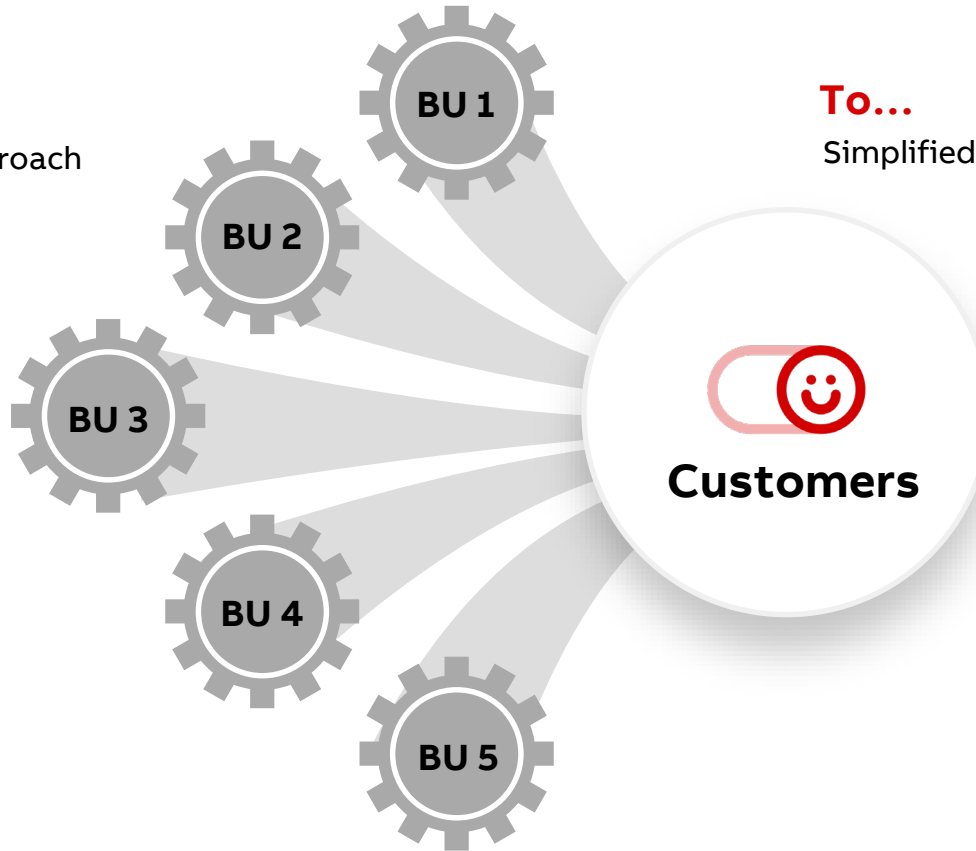 BU 1
To...
roach
Simplified
BU 2
BU 3
Customers
BU 4
BU 5